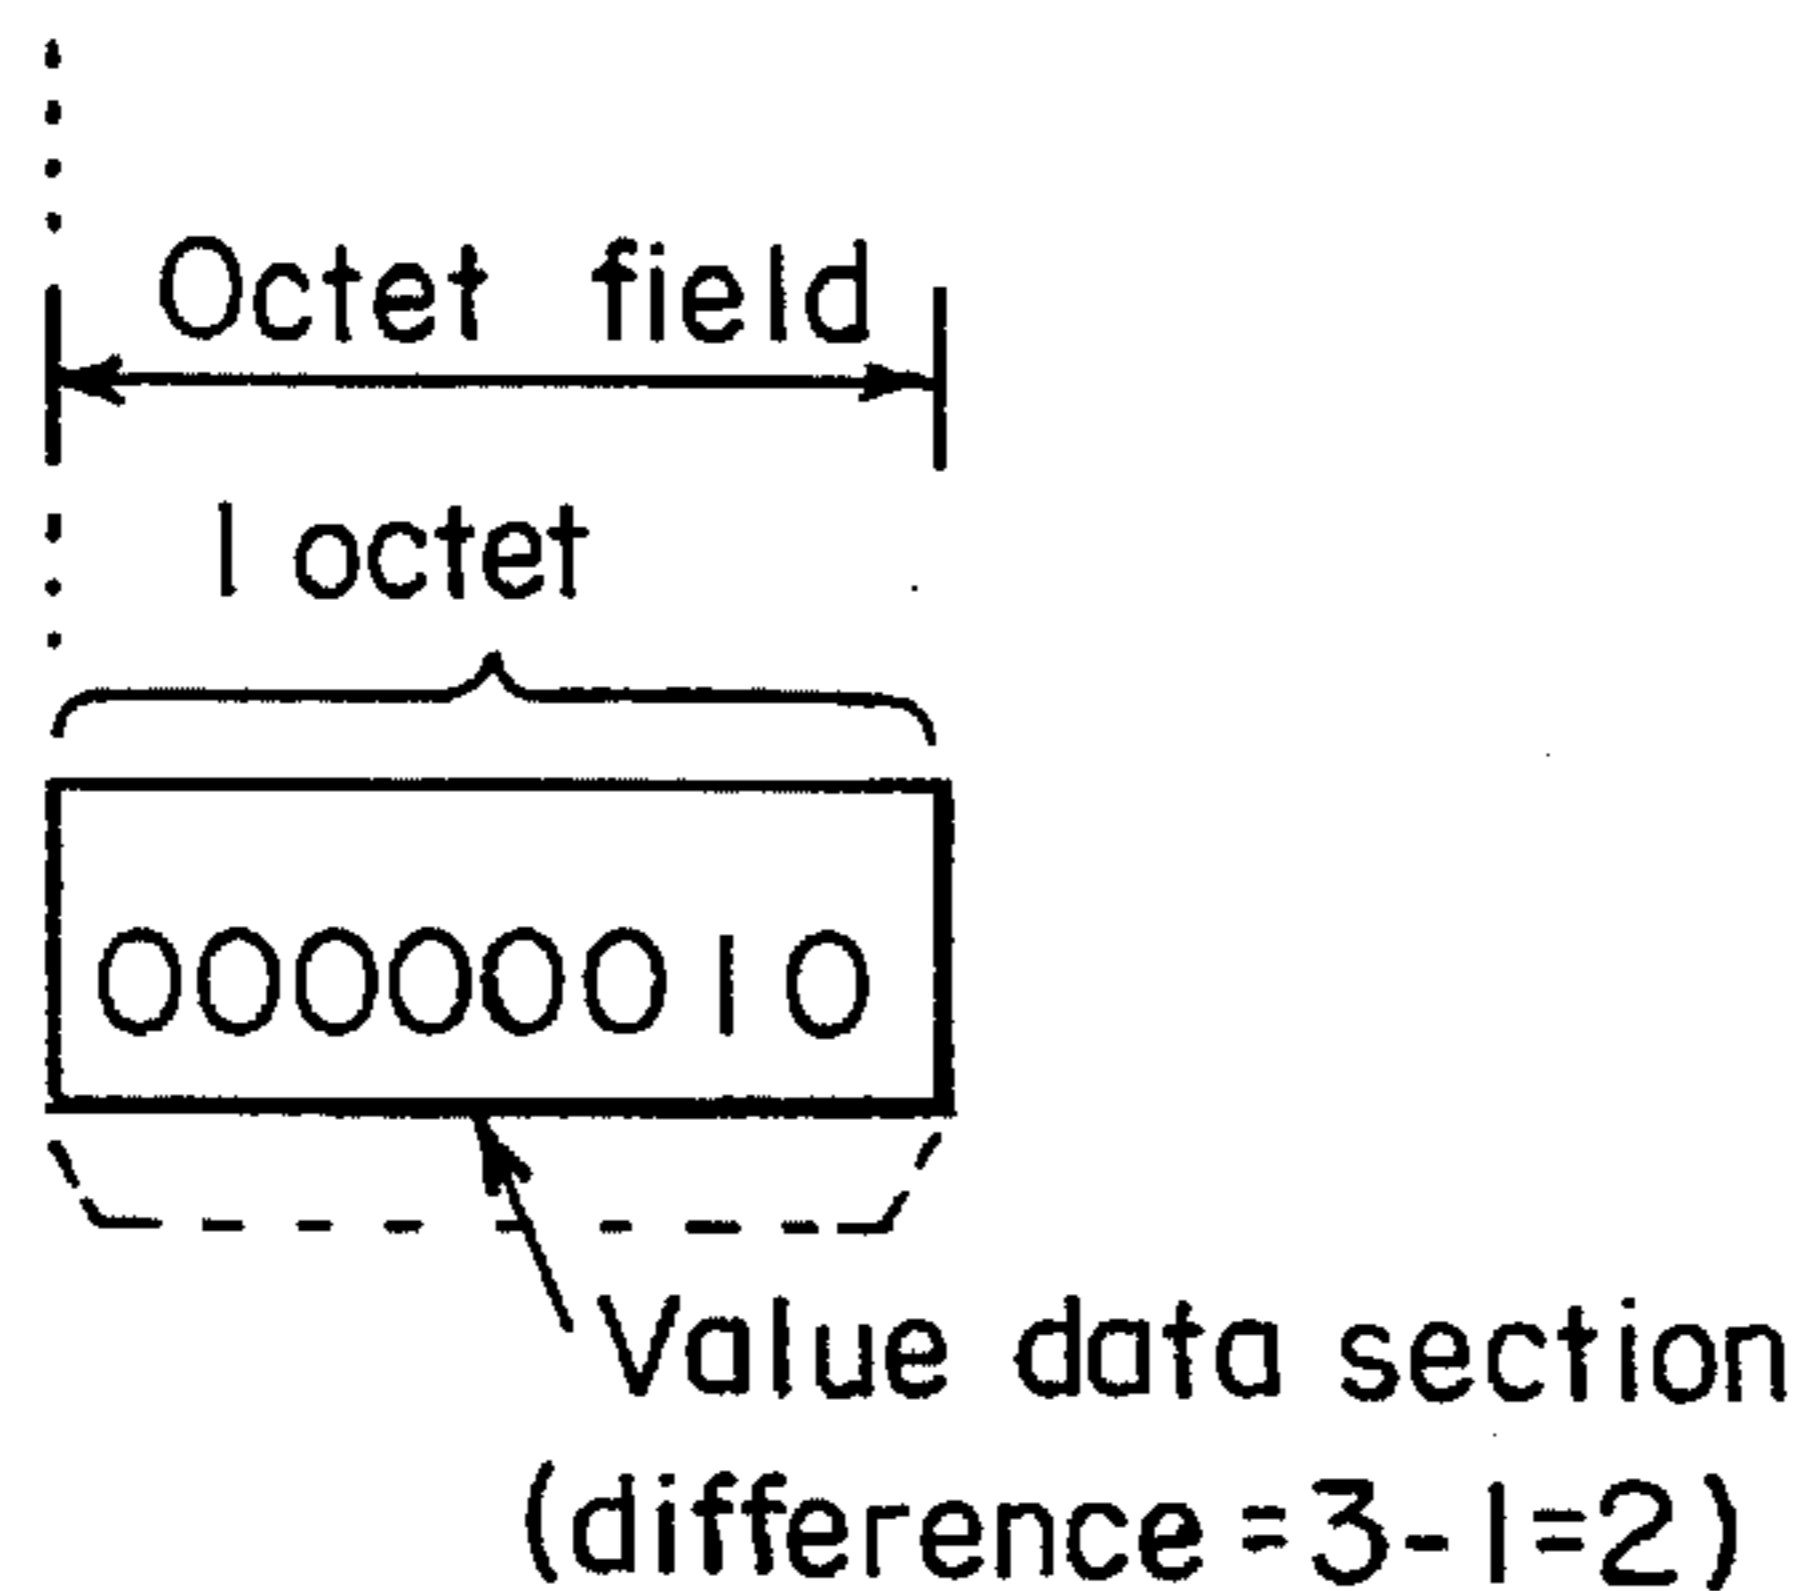 Octet field
1 octet
00000010
Value data section
(difference=3-1=2)